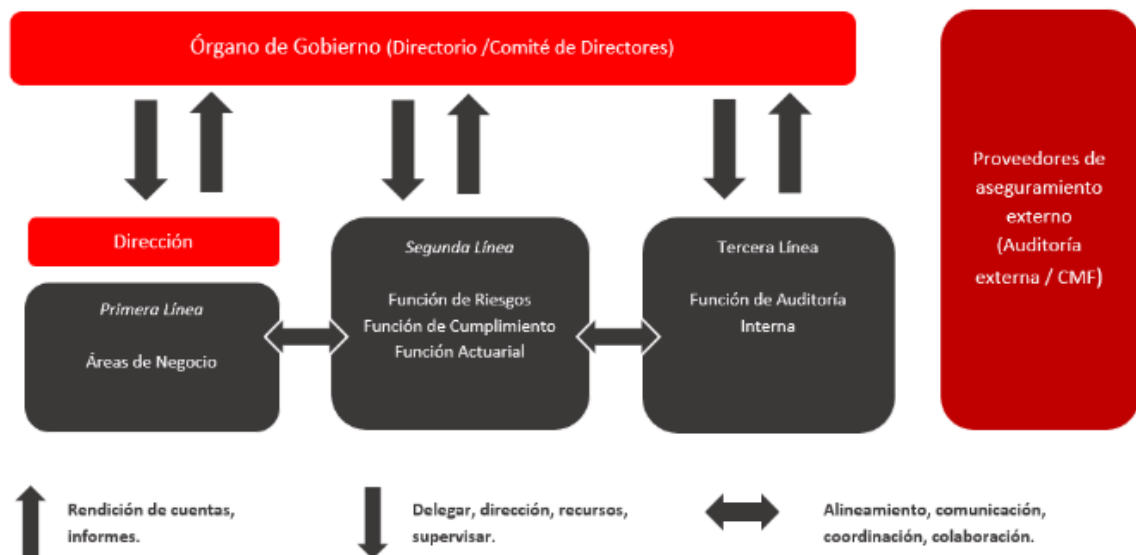 Órgano de Gobierno (Directorio /Comité de Directores)
Proveedores de
aseguramiento
externo
(Auditoría
externa / CMF)
Dirección
Primera Línea
Áreas de Negocio
Segunda Línea
Función de Riesgos
Función de Cumplimiento
Función Actuarial
Tercera Línea
Función de Auditoría
Interna
Rendición de cuentas,
informes.
Delegar, dirección, recursos,
supervisar.
Alineamiento, comunicación,
coordinación, colaboración.